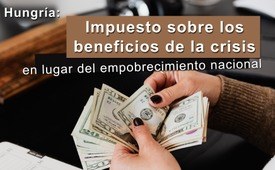 Hungría:
Impuesto sobre los
beneficios de la crisis
en lugar del empobrecimiento nacional